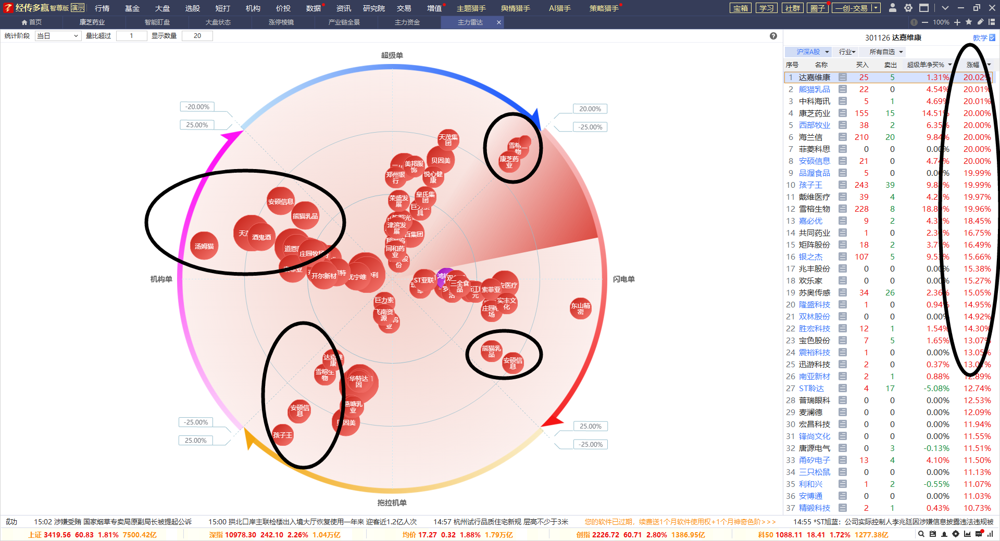 经传多赢 智尊版 演示 行情 基金 大盘 选股 短打 机构 价投 数据 资讯 研究院 交易 增值 主题猎手 舆情猎手 AI猎手 策略猎手 宝箱 学习 社群 圈子 一创-交易
首页 康芝药业 智能盯盘 大盘状态 涨停棱镜 产业链全景 主力资金 主力雷达 100%
统计阶段 当日 量比超过 1 显示数量 20
超级单
-20.00%
25.00%
20.00%
-25.00%
天茂集团
雪榕
物
康芝药业
贝因美
美邦服饰
郑州银行
悦心健康
皇氏集团
荣盛发展
巨力
具
津滨发展
百集团
同和药业
股份
安硕信息
熊猫乳品
酒鬼酒
汤姆猫
道恩
庄园牧场
开尔新材
优宁维
机构单
闪电单
ST亚联
三全食品
索菲亚
安医疗
实丰文化
庄园
场
东山精密
巨力索
飞南资源
业
熊猫乳品
安硕信息
达嘉维康
雪榕生物
华特达因
燕塘乳业
贝因美
安硕信息
孩子王
-25.00%
25.00%
25.00%
-25.00%
拖拉机单
301126 达嘉维康 教学
沪深A股 行业 所有自选
序号 名称 买入 卖出 超级单净买% 涨幅
1 达嘉维康 25 5 1.31% 20.02%
2 熊猫乳品 22 0 4.54% 20.01%
3 中科海讯 5 1 4.69% 20.01%
4 康芝药业 155 15 14.51% 20.00%
5 西部牧业 38 2 6.35% 20.00%
6 海兰信 210 20 9.84% 20.00%
7 菲菱科思 0 0 0.00% 20.00%
8 安硕信息 21 0 4.74% 20.00%
9 品渥食品 5 0 0.00% 19.99%
10 孩子王 243 39 9.8 % 19.99%
11 戴维医疗 39 4 4.2 % 19.97%
12 雪榕生物 228 8 18.8 % 19.96%
13 嘉必优 9 2 4.3 % 18.45%
14 共同药业 1 0 2.3 % 16.75%
15 矩阵股份 18 2 3.7 % 16.49%
16 银之杰 107 5 9.5 % 15.66%
17 兆丰股份 0 0 0.00% 15.38%
18 欢乐家 0 0 0.00% 15.27%
19 苏奥传感 34 26 2.36% 15.05%
20 隆盛科技 1 0 0.94% 14.95%
21 双林股份 0 0 0.00% 14.92%
22 胜宏科技 12 1 1.54% 14.30%
23 宝色股份 7 5 1.65% 13.07%
24 震裕科技 1 0 0.00% 13.05%
25 迅游科技 2 0 0.37% 13.01%
26 南亚新材 2 1 0.88% 12.89%
27 ST聆达 4 17 -5.08% 12.74%
28 普瑞眼科 0 0 0.00% 12.53%
29 麦澜德 0 0 0.00% 12.09%
30 宏昌科技 0 0 0.00% 11.94%
31 锋尚文化 0 0 0.00% 11.55%
32 唐源电气 0 3 -0.13% 11.51%
33 甬矽电子 13 4 4.10% 11.50%
34 三只松鼠 0 0 0.00% 11.13%
35 利和兴 1 2 -0.55% 11.07%
36 安博通 0 0 0.00% 11.03%
37 精锻科技 2 1 0.43% 10.73%
成功 15:02 涉嫌受贿 国家烟草专卖局原副局长被提起公诉 15:00 拱北口岸主联检楼出入境大厅恢复使用一年来 迎客近1.2亿人次 14:57 杭州试行品质住宅新规 层高不少于3米 您的软件已过期，续费送1个月软件使用权+1个月神奇色阶>>> 14:55 *ST旭蓝：公司实际控制人李兆廷因涉嫌信息披露违法违规被
上证 3419.56 60.83 1.81% 7500.42亿 深指 10978.30 242.10 2.26% 1.04万亿 均价 17.27 0.32 1.88% 1.79万亿 创指 2226.72 60.71 2.80% 1386.95亿 科50 1088.11 18.41 1.72% 1277.38亿